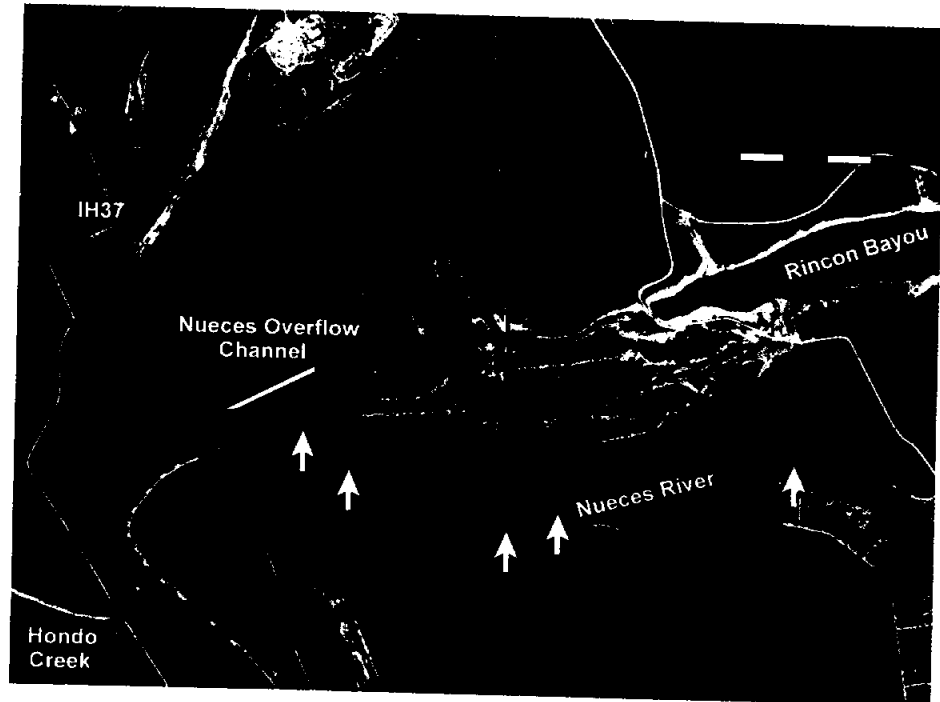 IH37
Rincon Bayou
Nueces Overflow
Channel
Nueces River
Hondo
Creek